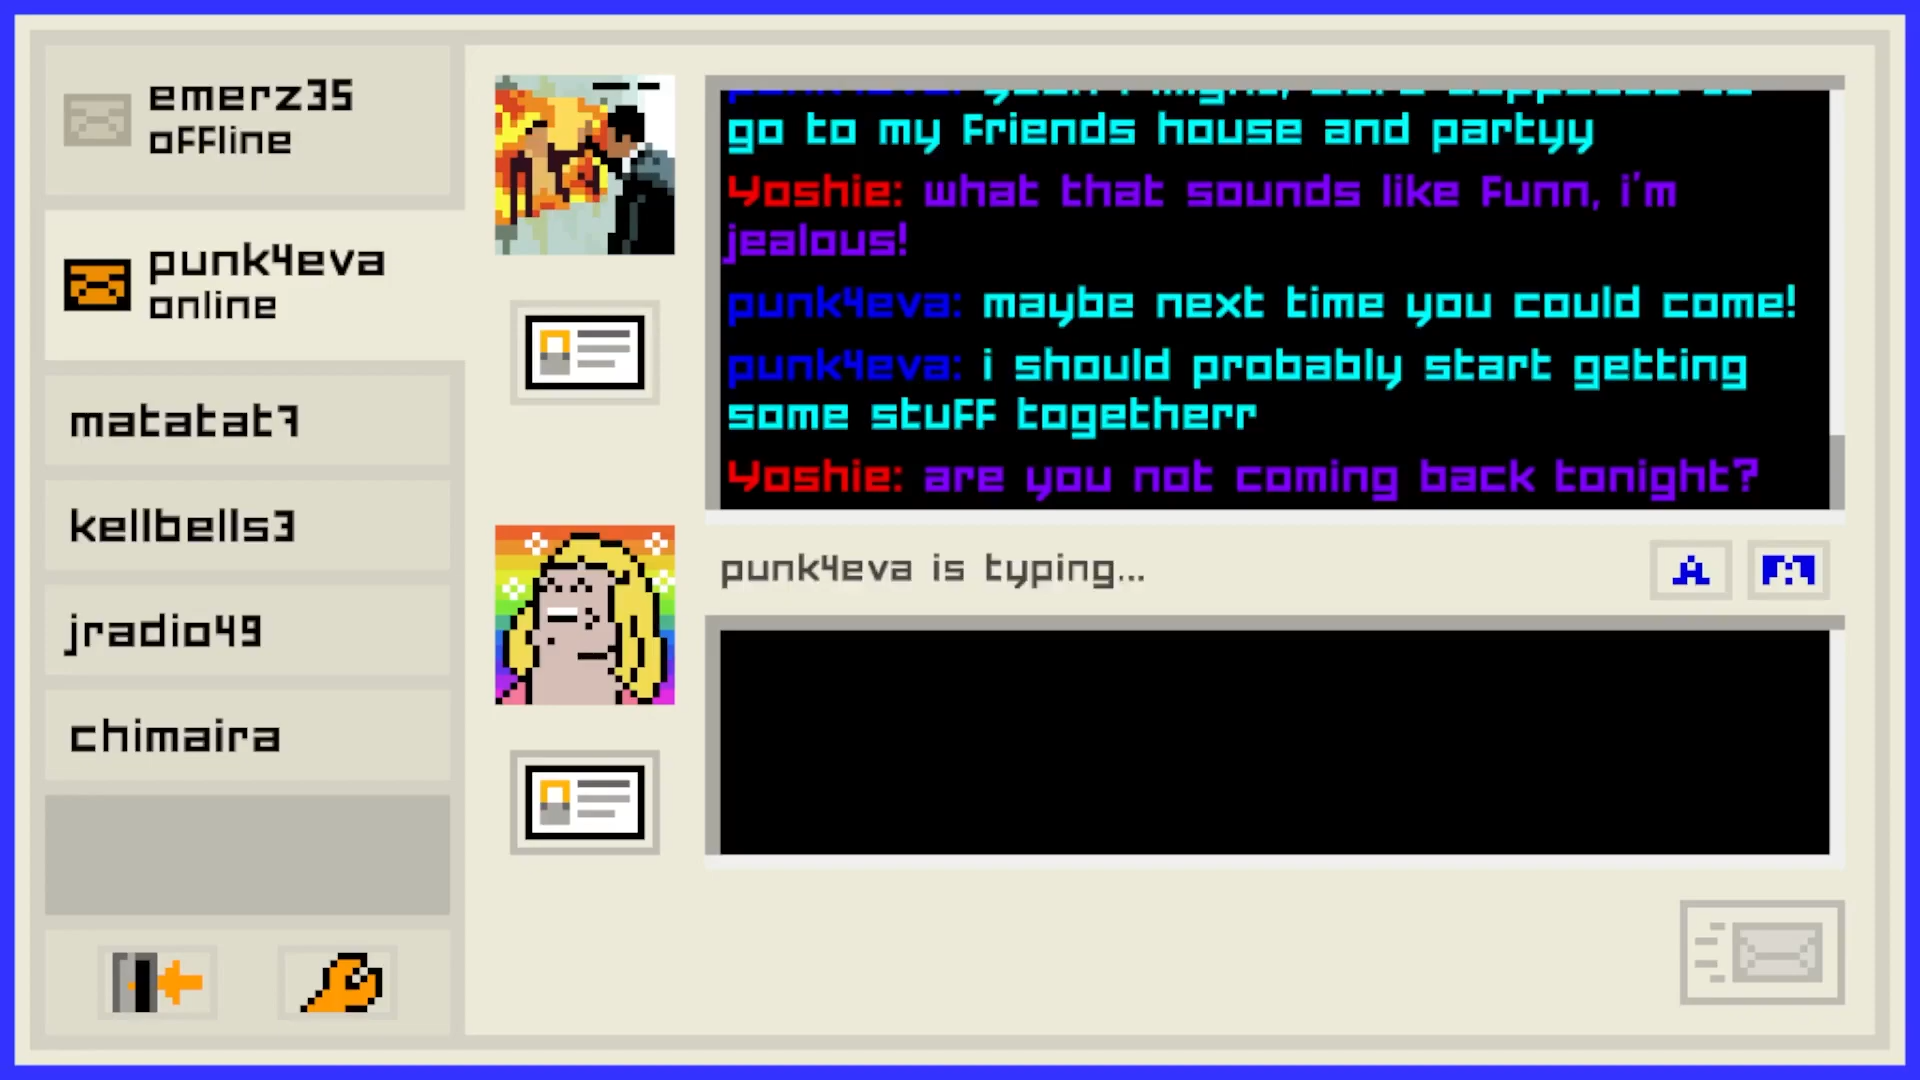 emerz35
offline
punk4eva
online
matatat7
kellbells3
jradio49
chimaira
go to my friends house and partyy
Yoshie: what that sounds like funn, i'm
jealous!
punk4eva: maybe next time you could come!
punk4eva: i should probably start getting
some stuff togetherr
Yoshie: are you not coming back tonight?
punk4eva is typing...
A